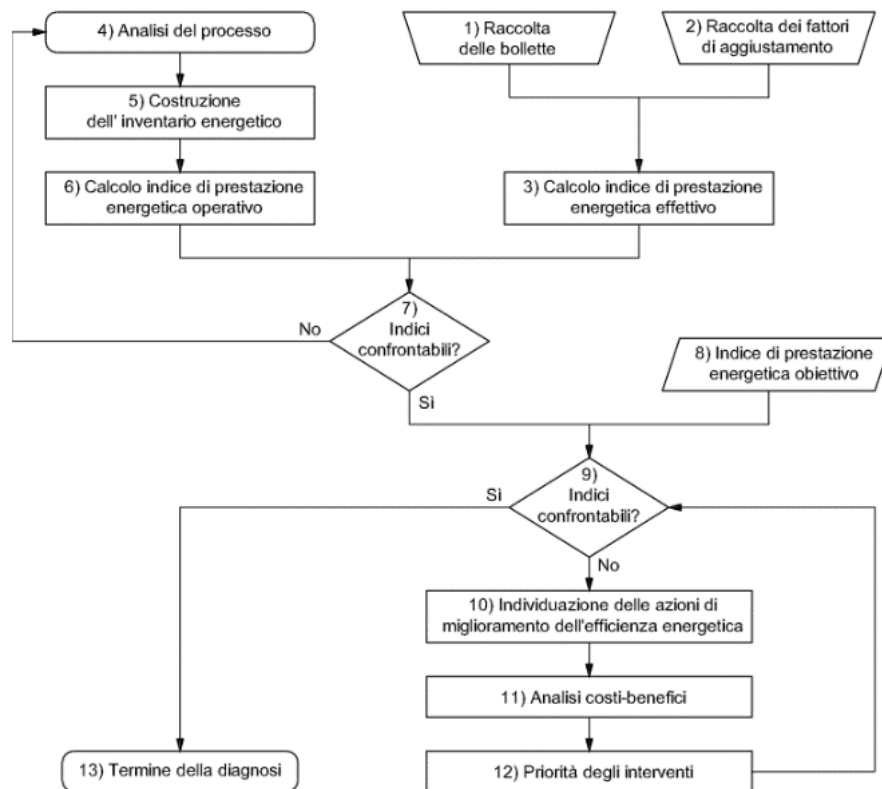 4) Analisi del processo
1) Raccolta
delle bollette
2) Raccolta dei fattori
di aggiustamento
5) Costruzione
dell' inventario energetico
6) Calcolo indice di prestazione
energetica operativo
3) Calcolo indice di prestazione
energetica effettivo
7)
Indici
confrontabili?
No
Sì
8) Indice di prestazione
energetica obiettivo
9)
Indici
confrontabili?
Sì
No
10) Individuazione delle azioni di
miglioramento dell'efficienza energetica
11) Analisi costi-benefici
13) Termine della diagnosi
12) Priorità degli interventi